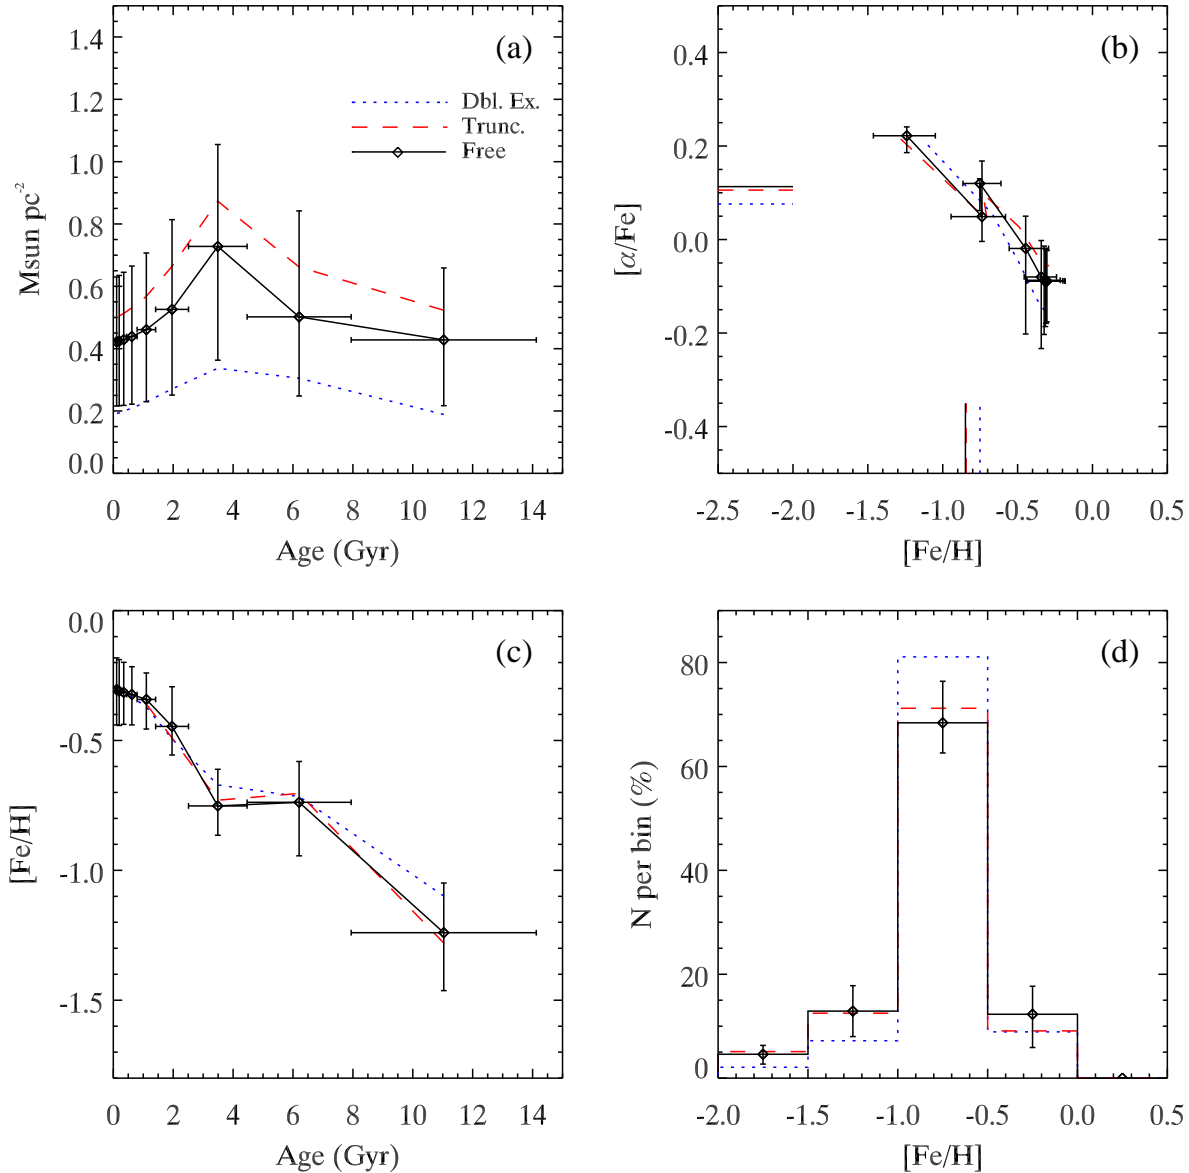 (a)
1.4
1.2
1.0
0.8
0.6
0.4
0.2
0.0
Msun pc-2
Dbl. Ex.
Trunc.
Free
0 2 4 6 8 10 12 14
Age (Gyr)
(b)
0.4
0.2
0.0
-0.2
-0.4
[α/Fe]
-2.5 -2.0 -1.5 -1.0 -0.5 0.0 0.5
[Fe/H]
(c)
0.0
-0.5
-1.0
-1.5
[Fe/H]
0 2 4 6 8 10 12 14
Age (Gyr)
(d)
80
60
40
20
0
N per bin (%)
-2.0 -1.5 -1.0 -0.5 0.0 0.5
[Fe/H]